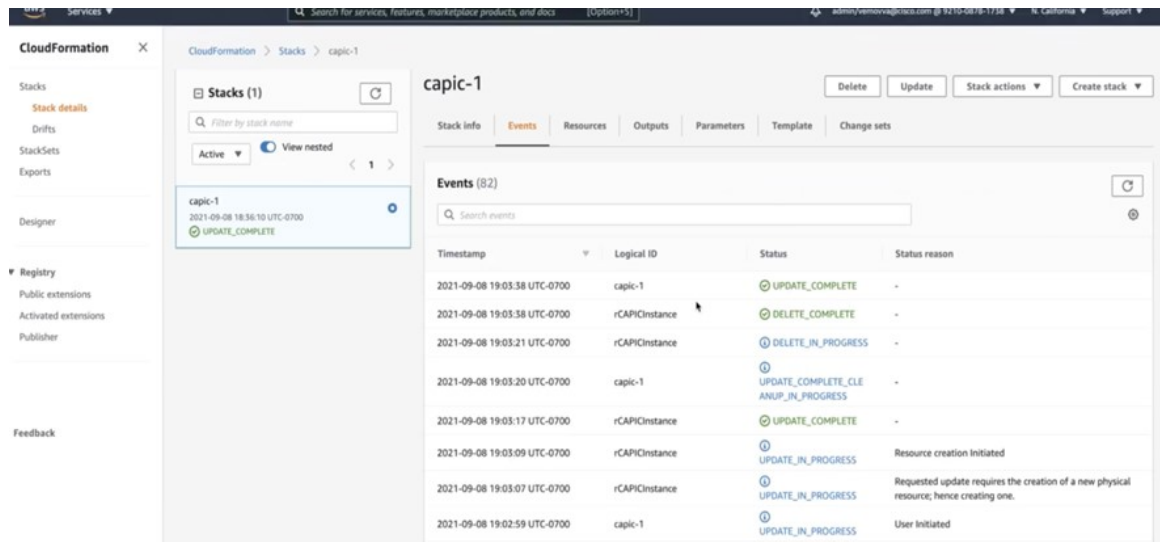 aws Services ▼ Search for services, features, marketplace products, and docs [Option+S] admin/vemovva@cisco.com @ 9210-0878-1738 ▼ N. California ▼ Support ▼
CloudFormation ×
Stacks
Stack details
Drifts
StackSets
Exports
Designer
Registry
Public extensions
Activated extensions
Publisher
Feedback
CloudFormation > Stacks > capic-1
Stacks (1)
Filter by stack name
Active ▼ View nested
< 1 >
capic-1
2021-09-08 18:36:10 UTC-0700
UPDATE_COMPLETE
capic-1
Delete Update Stack actions ▼ Create stack ▼
Stack info Events Resources Outputs Parameters Template Change sets
Events (82)
Search events
Timestamp Logical ID Status Status reason
2021-09-08 19:03:38 UTC-0700 capic-1 UPDATE_COMPLETE -
2021-09-08 19:03:38 UTC-0700 rCAPICInstance DELETE_COMPLETE -
2021-09-08 19:03:21 UTC-0700 rCAPICInstance DELETE_IN_PROGRESS -
2021-09-08 19:03:20 UTC-0700 capic-1 UPDATE_COMPLETE_CLE -
ANUP_IN_PROGRESS
2021-09-08 19:03:17 UTC-0700 rCAPICInstance UPDATE_COMPLETE -
2021-09-08 19:03:09 UTC-0700 rCAPICInstance UPDATE_IN_PROGRESS Resource creation Initiated
2021-09-08 19:03:07 UTC-0700 rCAPICInstance UPDATE_IN_PROGRESS Requested update requires the creation of a new physical
resource; hence creating one.
2021-09-08 19:02:59 UTC-0700 capic-1 UPDATE_IN_PROGRESS User Initiated